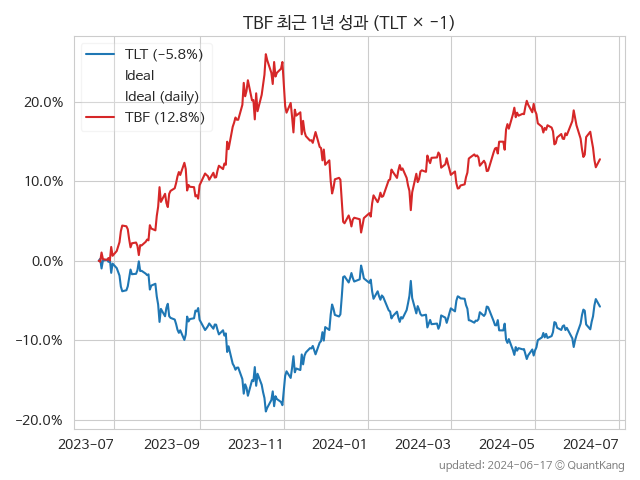 TBF 최근 1년 성과 (TLT × −1)
TLT (−5.8%)
Ideal
Ideal (daily)
TBF (12.8%)
20.0%
10.0%
0.0%
−10.0%
−20.0%
2023−07 2023−09 2023−11 2024−01 2024−03 2024−05 2024−07
updated: 2024-06-17 © QuantKang